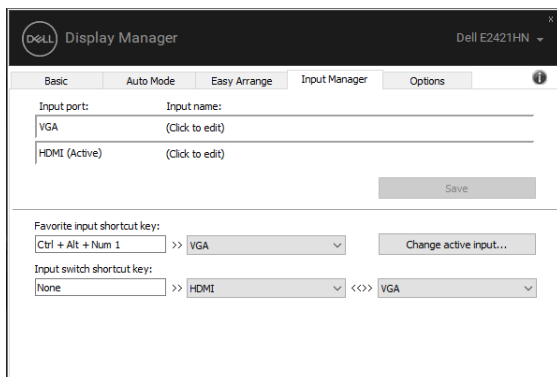 DELL Display Manager Dell E2421HN
x
Basic Auto Mode Easy Arrange Input Manager Options i
Input port: Input name:
VGA (Click to edit)
HDMI (Active) (Click to edit)
Save
Favorite input shortcut key:
Ctrl + Alt + Num 1 >> VGA Change active input...
Input switch shortcut key:
None >> HDMI <<>> VGA